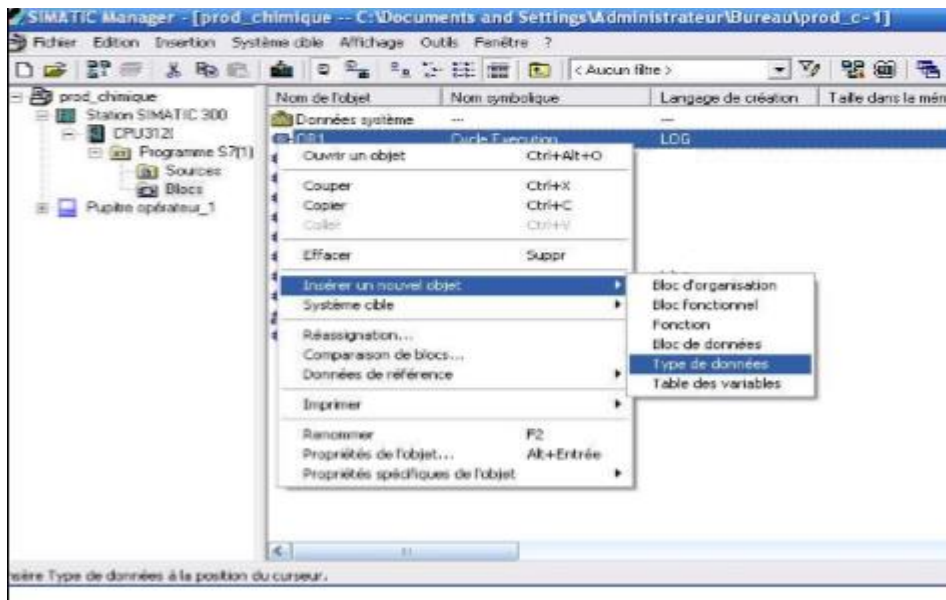 SIMATIC Manager - [prod_chimique -- C:\Documents and Settings\Administrateur\Bureau\prod_c-1]
Fichier Edition Insertion Système cible Affichage Outils Fenêtre ?
< Aucun filtre >
prod_chimique
Station SIMATIC 300
CPU312I
Programme S7(1)
Sources
Blocs
Pupitre opérateur_1
Nom de l'objet Nom symbolique Langage de création Taille dans la mém
Données système --- ---
OB1 Cycle Execution LOG
Ouvrir un objet Ctrl+Alt+O
Couper Ctrl+X
Copier Ctrl+C
Coller Ctrl+V
Effacer Suppr
Insérer un nouvel objet
Système cible
Réassignation...
Comparaison de blocs...
Données de référence
Imprimer
Renommer F2
Propriétés de l'objet... Alt+Entrée
Propriétés spécifiques de l'objet
Bloc d'organisation
Bloc fonctionnel
Fonction
Bloc de données
Type de données
Table des variables
nsère Type de données à la position du curseur.